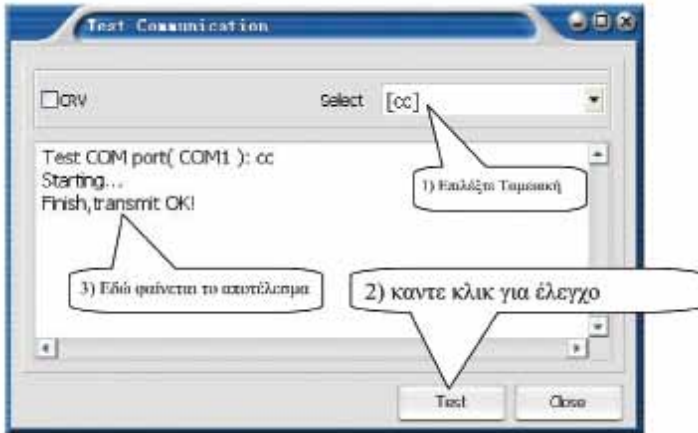 Test Communication
CRV Select [cc]
Test COM port( COM1 ): cc
Starting...
Finish,transmit OK!
1) Επιλέξτε Ταμειακή
3) Εδώ φαίνεται το αποτέλεσμα
2) καντε κλικ για έλεγχο
Test Close